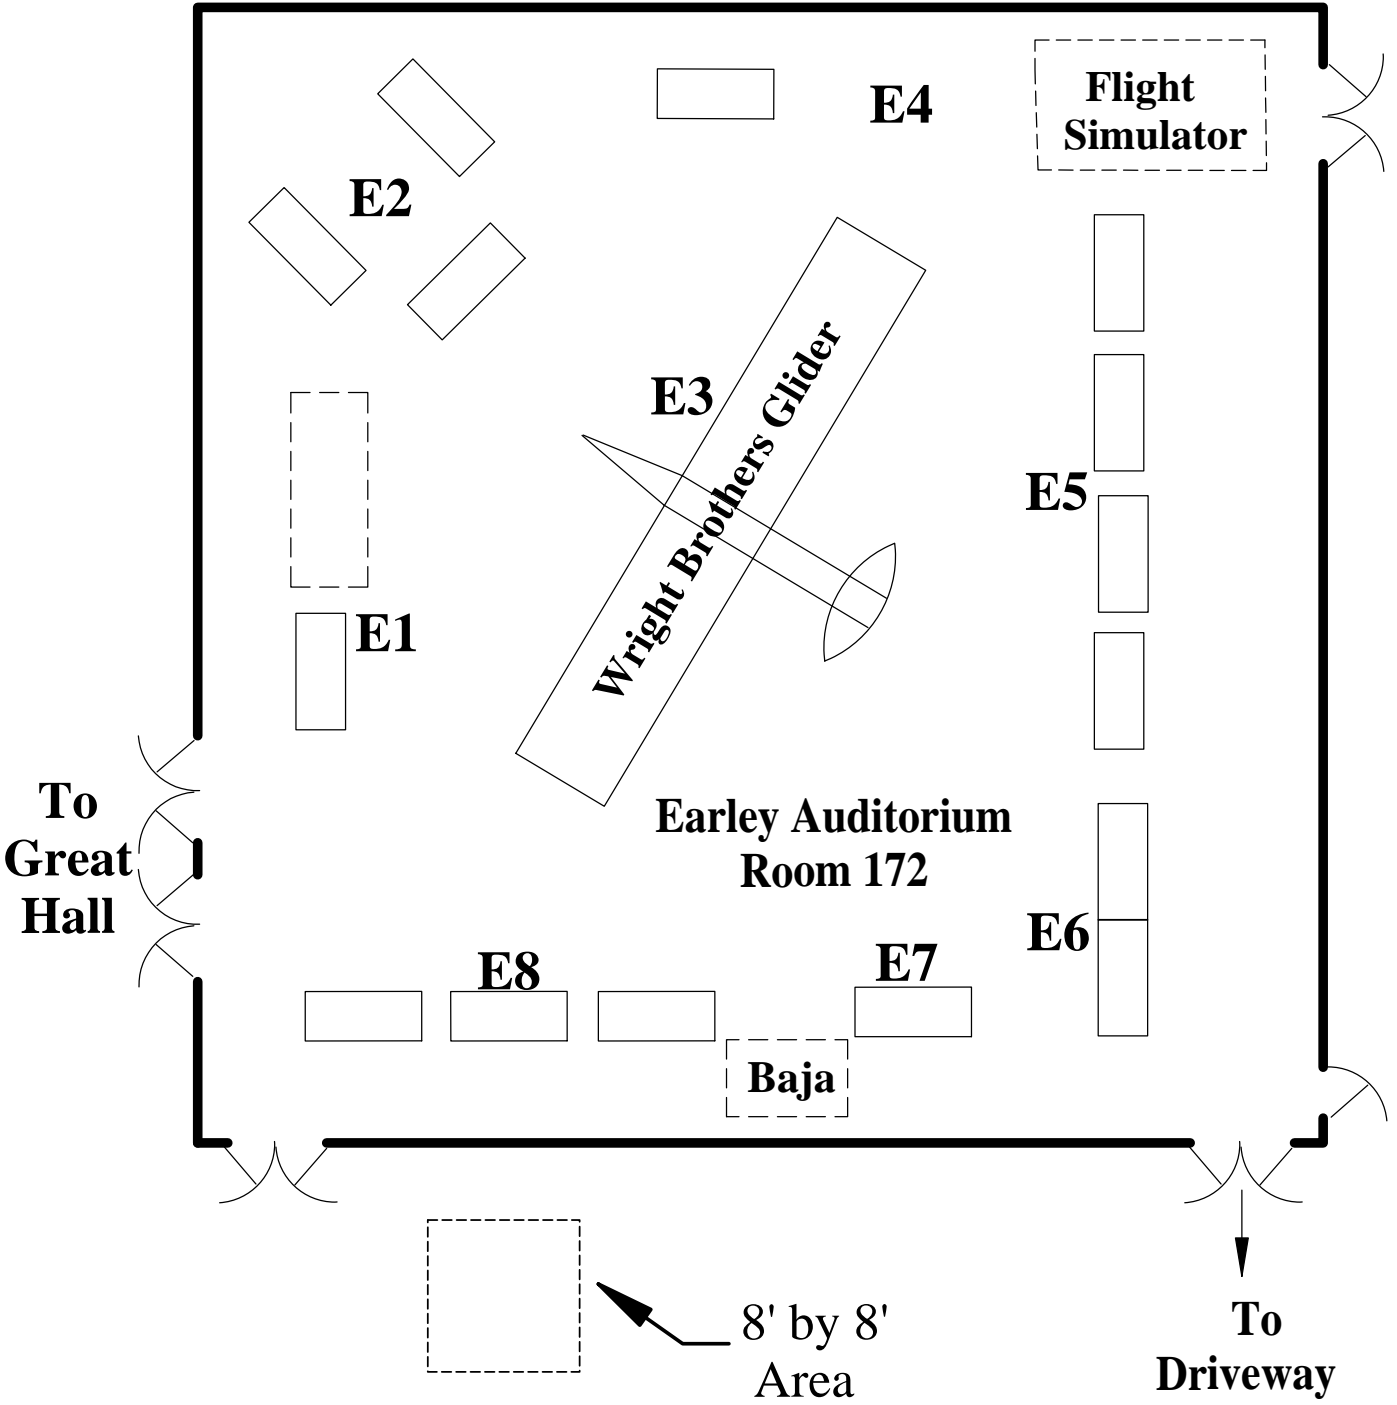 E4
Flight
Simulator
E2
E3
Wright Brothers Glider
E5
E1
To
Great
Hall
Earley Auditorium
Room 172
E6
E7
E8
Baja
8' by 8'
Area
To
Driveway